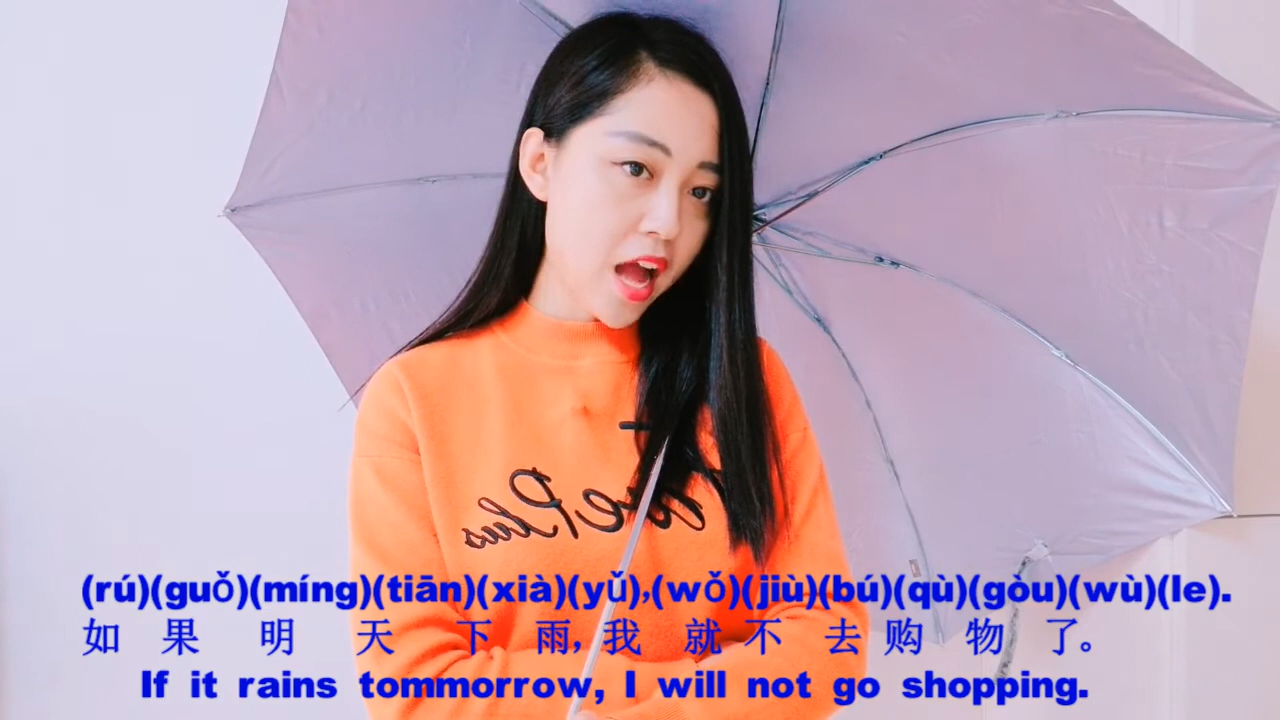 Plus
(rú)(guǒ)(míng)(tiān)(xià)(yǔ),(wǒ)(jiù)(bú)(qù)(gòu)(wù)(le).
如 果 明 天 下 雨, 我 就 不 去 购 物 了。
If it rains tommorrow, I will not go shopping.